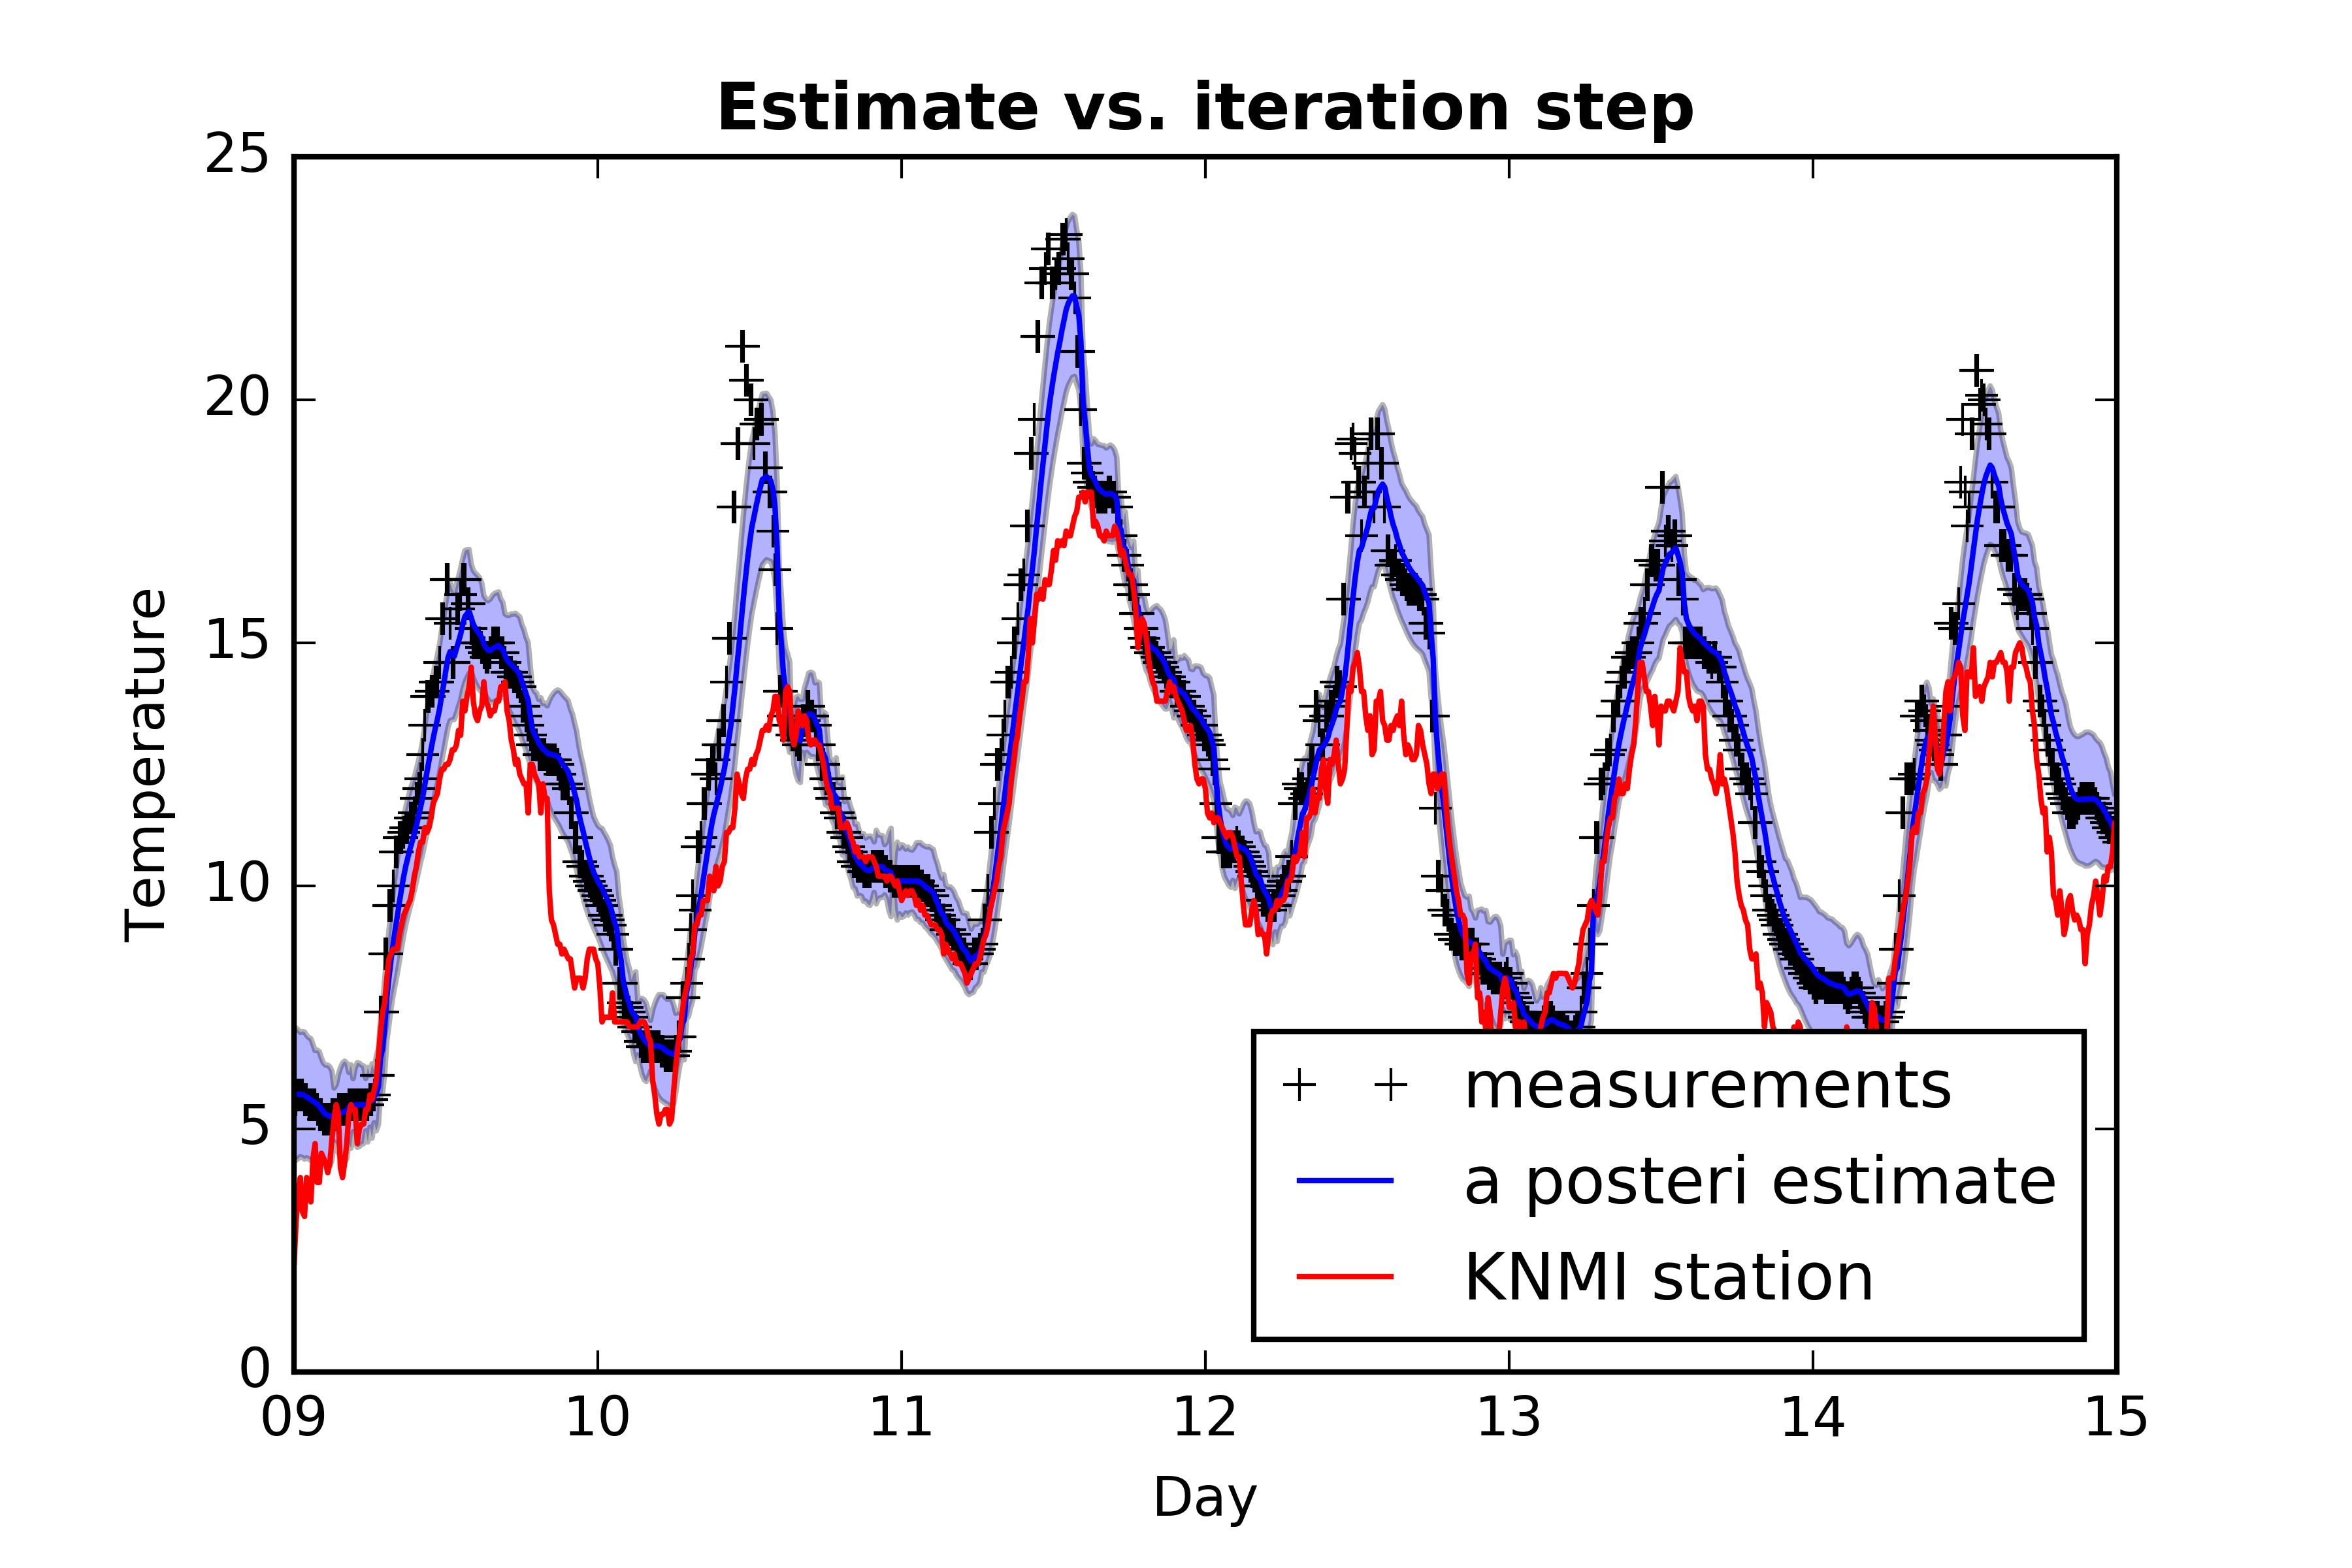 Estimate vs. iteration step
25
20
15
10
5
0
Temperature
09 10 11 12 13 14 15
Day
measurements
a posteri estimate
KNMI station